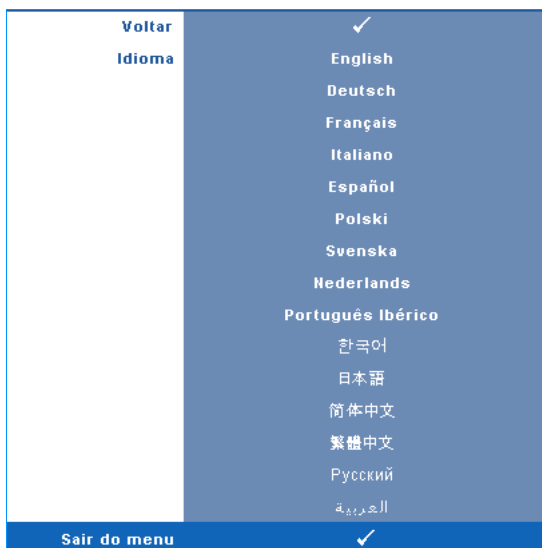 Voltar ✓
Idioma English
Deutsch
Français
Italiano
Español
Polski
Svenska
Nederlands
Português Ibérico
한국어
日本語
简体中文
繁體中文
Русский
العربية
Sair do menu ✓